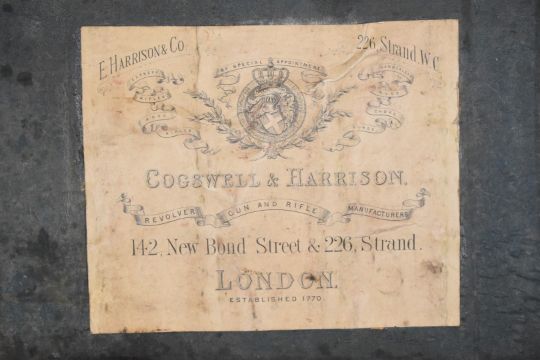 E. HARRISON & CO
226, STRAND W.C.
BY SPECIAL APPOINTMENT
COGSWELL & HARRISON.
REVOLVER GUN AND RIFLE MANUFACTURERS
142, New Bond Street & 226, Strand.
LONDON.
ESTABLISHED 1770.